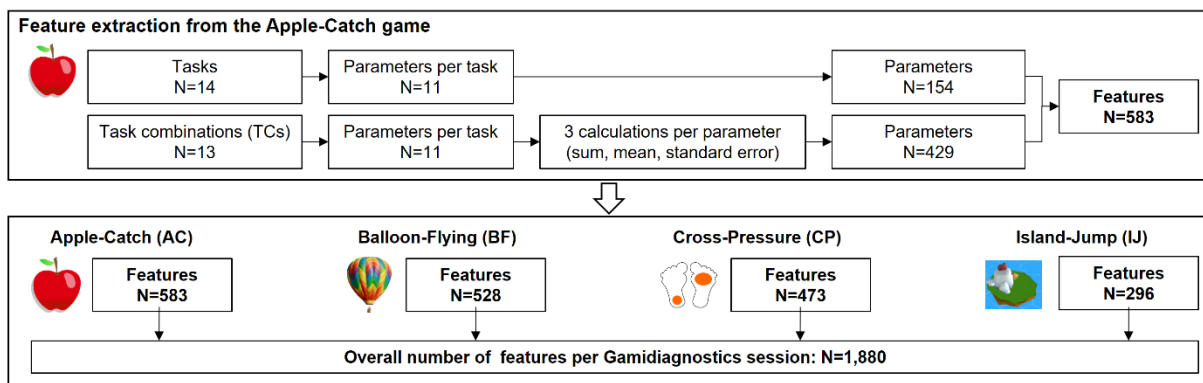 Feature extraction from the Apple-Catch game
Tasks
N=14
Parameters per task
N=11
Parameters
N=154
Features
N=583
Task combinations (TCs)
N=13
Parameters per task
N=11
3 calculations per parameter
(sum, mean, standard error)
Parameters
N=429
Apple-Catch (AC)
Features
N=583
Balloon-Flying (BF)
Features
N=528
Cross-Pressure (CP)
Features
N=473
Island-Jump (IJ)
Features
N=296
Overall number of features per Gamidiagnostics session: N=1,880